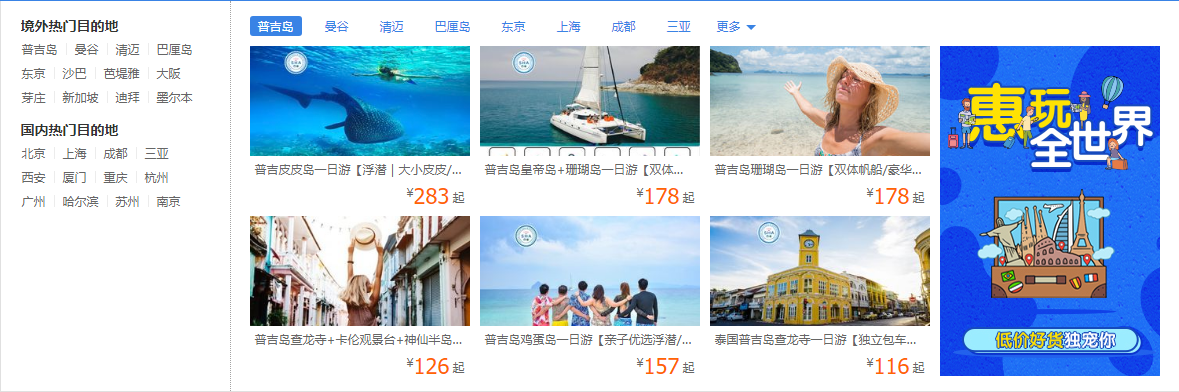 境外热门目的地
普吉岛 曼谷 清迈 巴厘岛
东京 沙巴 芭堤雅 大阪
芽庄 新加坡 迪拜 墨尔本
国内热门目的地
北京 上海 成都 三亚
西安 厦门 重庆 杭州
广州 哈尔滨 苏州 南京
普吉岛 曼谷 清迈 巴厘岛 东京 上海 成都 三亚 更多
SHA
普吉皮皮岛一日游【浮潜 | 大小皮皮/...
¥283 起
SHA
普吉岛皇帝岛+珊瑚岛一日游【双体...
¥178 起
普吉岛珊瑚岛一日游【双体帆船/豪华...
¥178 起
普吉岛查龙寺+卡伦观景台+神仙半岛...
¥126 起
SHA
普吉岛鸡蛋岛一日游【亲子优选浮潜/...
¥157 起
SHA
泰国普吉岛查龙寺一日游【独立包车...
¥116 起
惠玩
全世界
低价好货独宠你